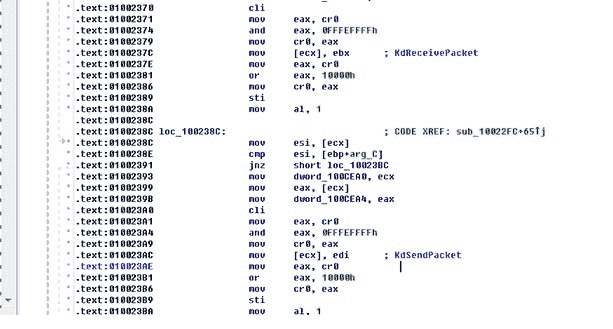 .text:01002370 cli
.text:01002371 mov eax, cr0
.text:01002374 and eax, 0FFFEFFFFh
.text:01002379 mov cr0, eax
.text:0100237C mov [ecx], ebx ; KdReceivePacket
.text:0100237E mov eax, cr0
.text:01002381 or eax, 10000h
.text:01002386 mov cr0, eax
.text:01002389 sti
.text:0100238A mov al, 1
.text:0100238C
.text:0100238C loc_100238C: ; CODE XREF: sub_10022FC+65↑j
.text:0100238C mov esi, [ecx]
.text:0100238E cmp esi, [ebp+arg_C]
.text:01002391 jnz short loc_10023BC
.text:01002393 mov dword_100CEA0, ecx
.text:01002399 mov eax, [ecx]
.text:0100239B mov dword_100CEA4, eax
.text:010023A0 cli
.text:010023A1 mov eax, cr0
.text:010023A4 and eax, 0FFFEFFFFh
.text:010023A9 mov cr0, eax
.text:010023AC mov [ecx], edi ; KdSendPacket
.text:010023AE mov eax, cr0
.text:010023B1 or eax, 10000h
.text:010023B6 mov cr0, eax
.text:010023B9 sti
.text:010023BA mov al, 1